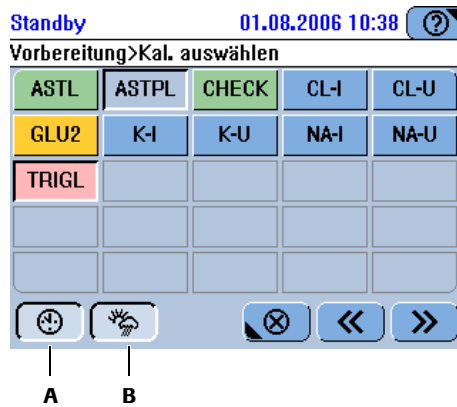 Standby 01.08.2006 10:38 ?
Vorbereitung>Kal. auswählen
ASTL ASTPL CHECK CL-I CL-U
GLU2 K-I K-U NA-I NA-U
TRIGL
A B